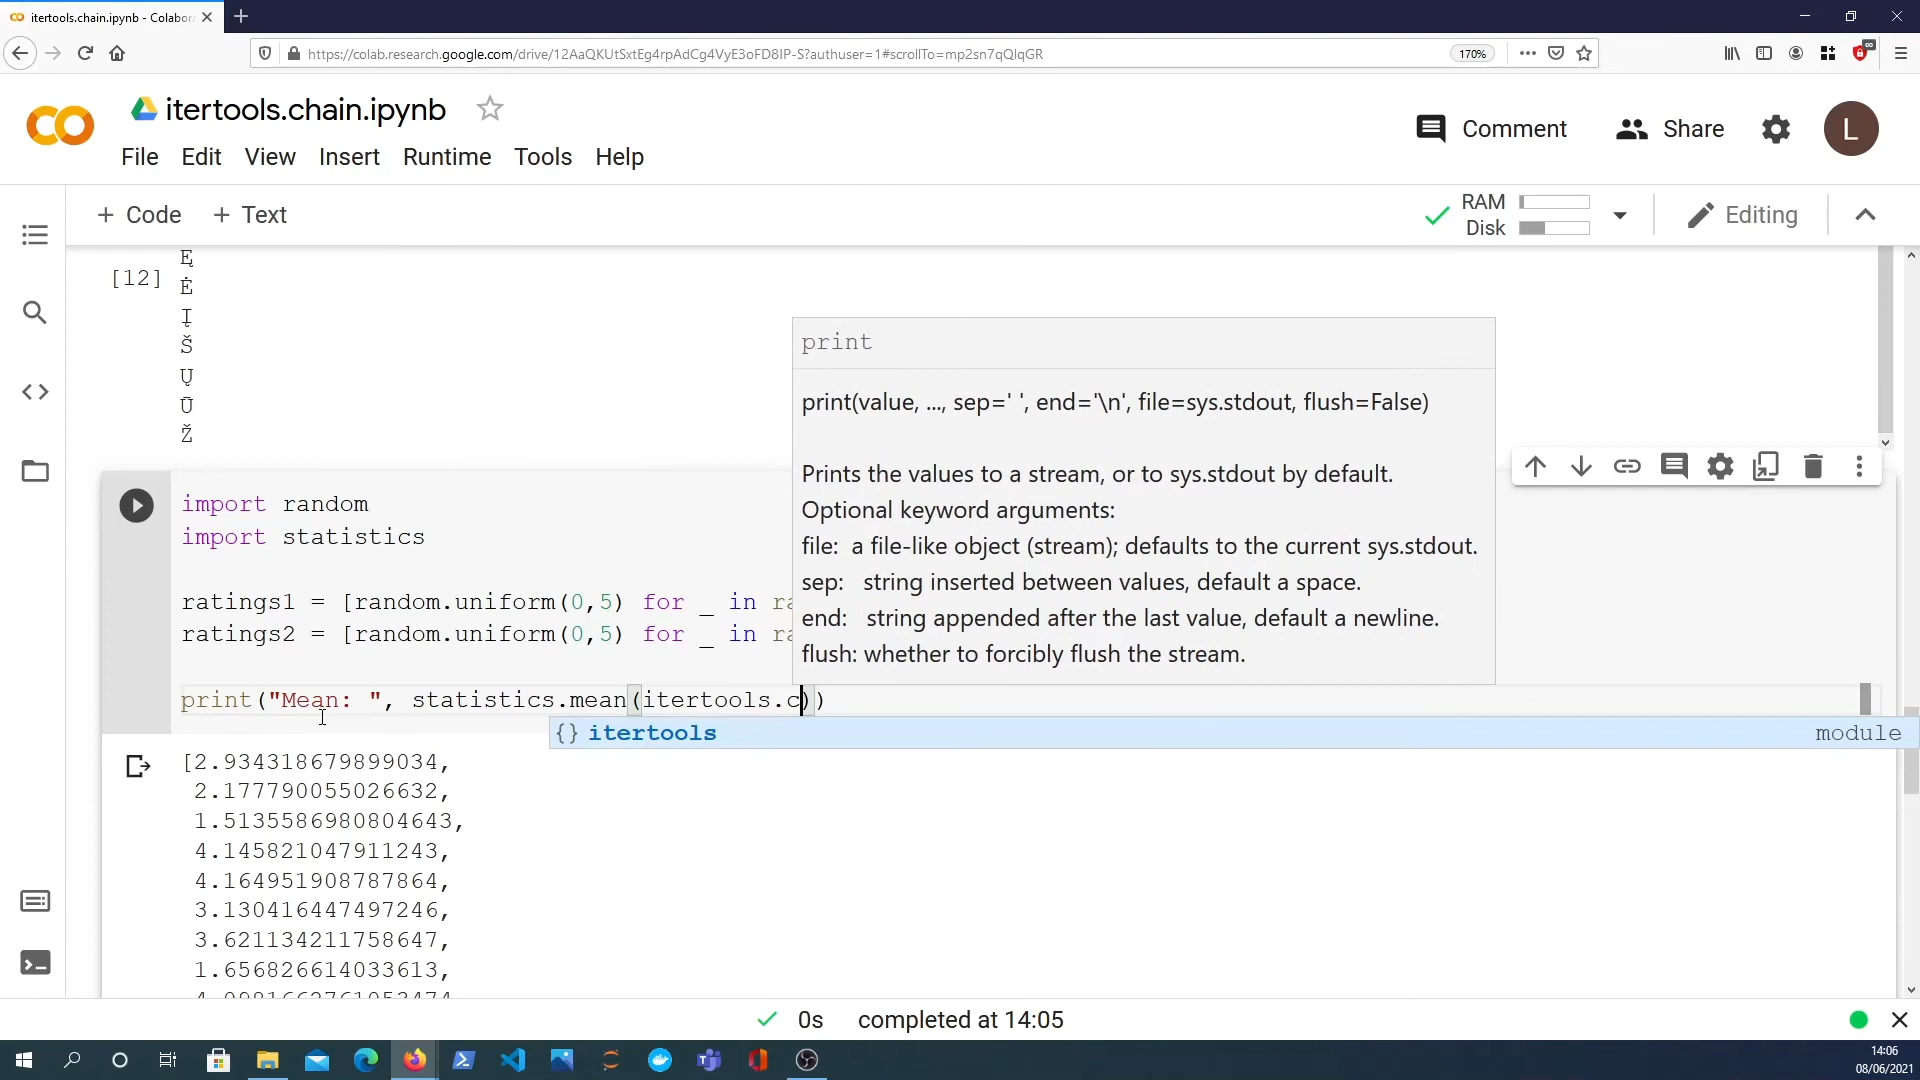 itertools.chain.ipynb - Colabora
https://colab.research.google.com/drive/12AaQKUtSxtEg4rpAdCg4VyE3oFD8IP-S?authuser=1#scrollTo=mp2sn7qQlqGR
170%
itertools.chain.ipynb
Comment
Share
L
File Edit View Insert Runtime Tools Help
+ Code + Text
RAM
Disk
Editing
[12]
Ę
Ė
Į
Š
Ų
Ū
Ž
print
print(value, ..., sep=' ', end='\n', file=sys.stdout, flush=False)
Prints the values to a stream, or to sys.stdout by default.
Optional keyword arguments:
file: a file-like object (stream); defaults to the current sys.stdout.
sep: string inserted between values, default a space.
end: string appended after the last value, default a newline.
flush: whether to forcibly flush the stream.
import random
import statistics
ratings1 = [random.uniform(0,5) for _ in ra
ratings2 = [random.uniform(0,5) for _ in ra
print("Mean: ", statistics.mean(itertools.c))
{} itertools module
[2.934318679899034,
2.177790055026632,
1.5135586980804643,
4.145821047911243,
4.164951908787864,
3.130416447497246,
3.621134211758647,
1.656826614033613,
0s completed at 14:05
14:06
08/06/2021